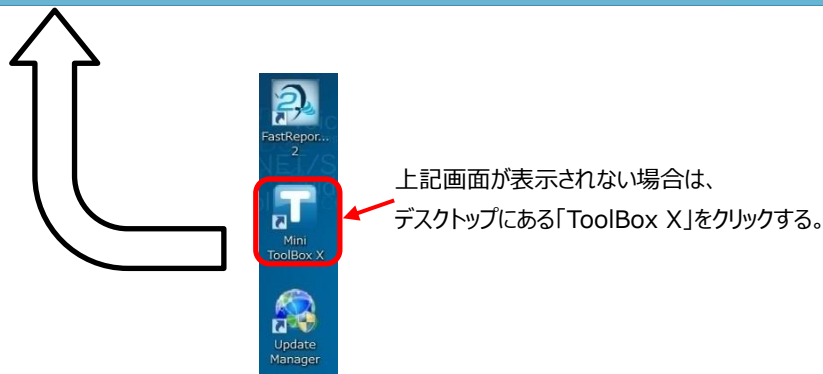 FastRepor...
2
上記画面が表示されない場合は、
デスクトップにある「ToolBox X」をクリックする。
Mini
ToolBox X
Update
Manager